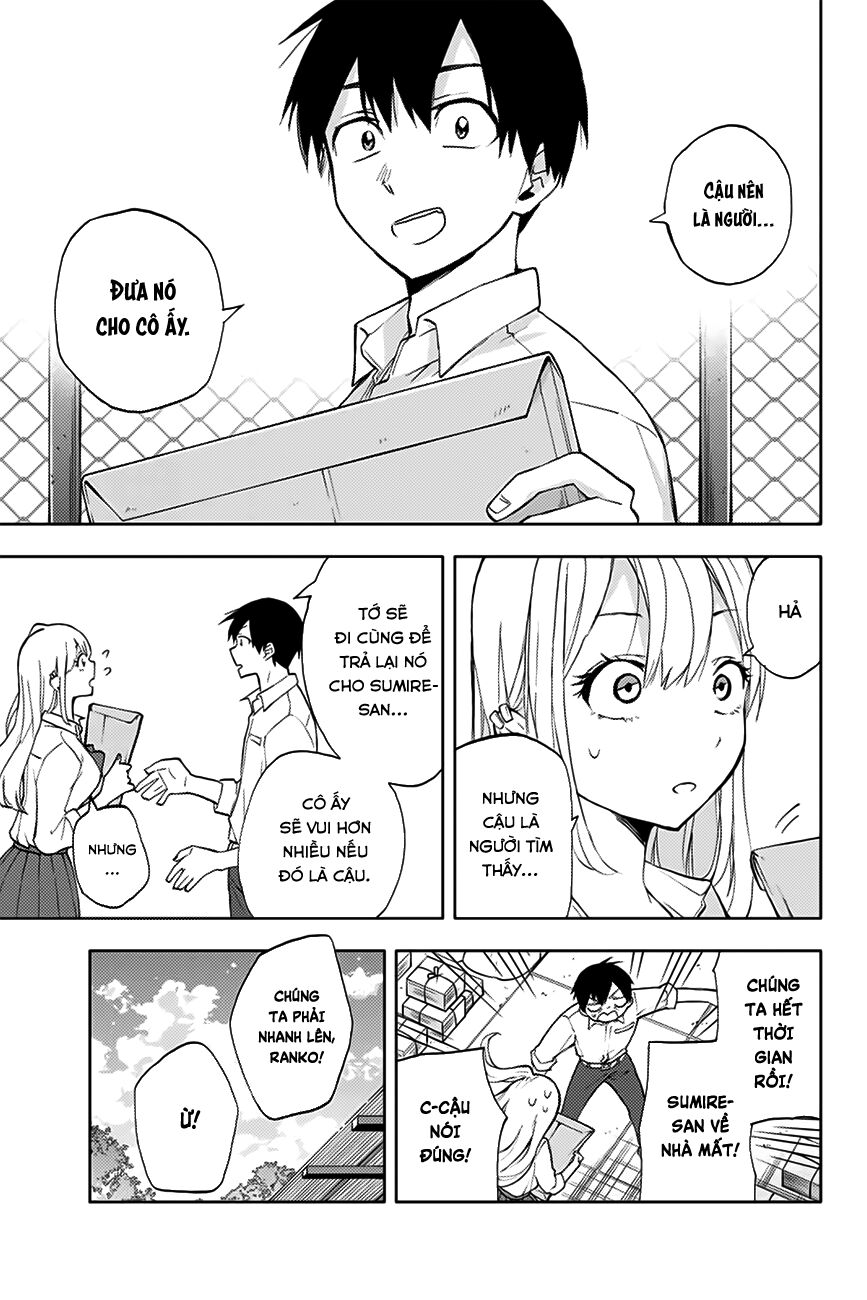 CẬU NÊN
LÀ NGƯỜI...
ĐƯA NÓ
CHO CÔ ẤY.
HẢ
NHƯNG
CẬU LÀ
NGƯỜI TÌM
THẤY...
TỚ SẼ
ĐI CÙNG ĐỂ
TRẢ LẠI NÓ
CHO SUMIRE-
SAN...
CÔ ẤY
SẼ VUI HƠN
NHIỀU NẾU
ĐÓ LÀ CẬU.
NHƯNG
...
CHÚNG
TA HẾT
THỜI
GIAN
RỒI!
SUMIRE-
SAN VỀ
NHÀ MẤT!
C-CẬU
NÓI
ĐÚNG!
CHÚNG
TA PHẢI
NHANH LÊN,
RANKO!
Ừ!